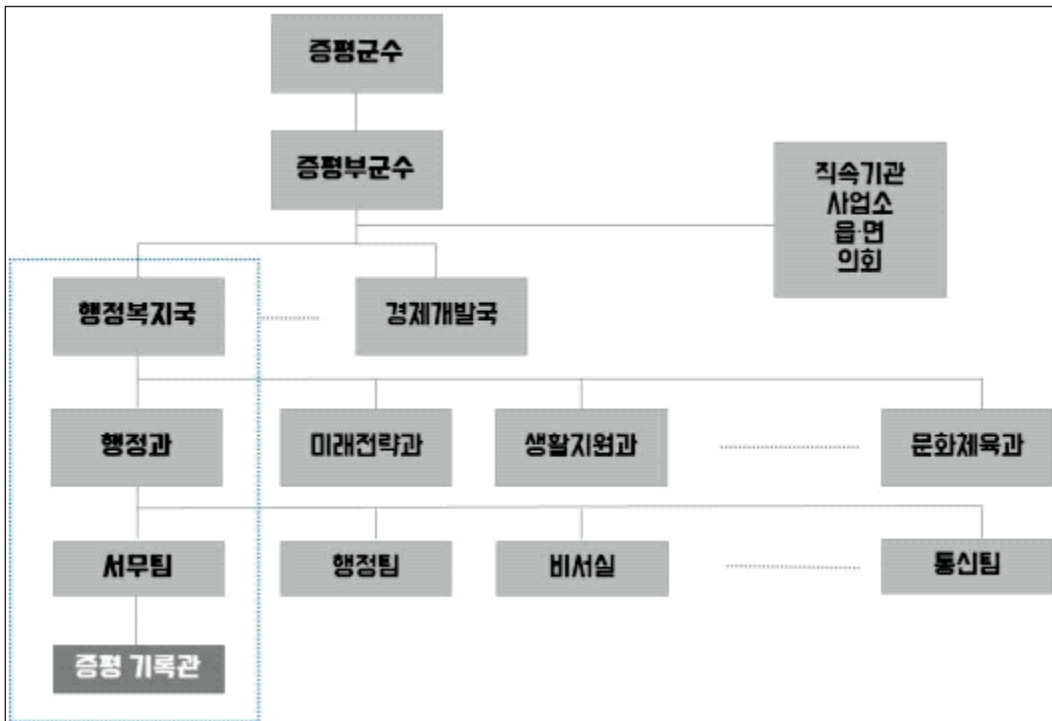 증평군수
증평부군수
직속기관
사업소
읍·면
의회
행정복지국
경제개발국
행정과
미래전략과
생활지원과
문화체육과
서무팀
행정팀
비서실
통신팀
증평 기록관